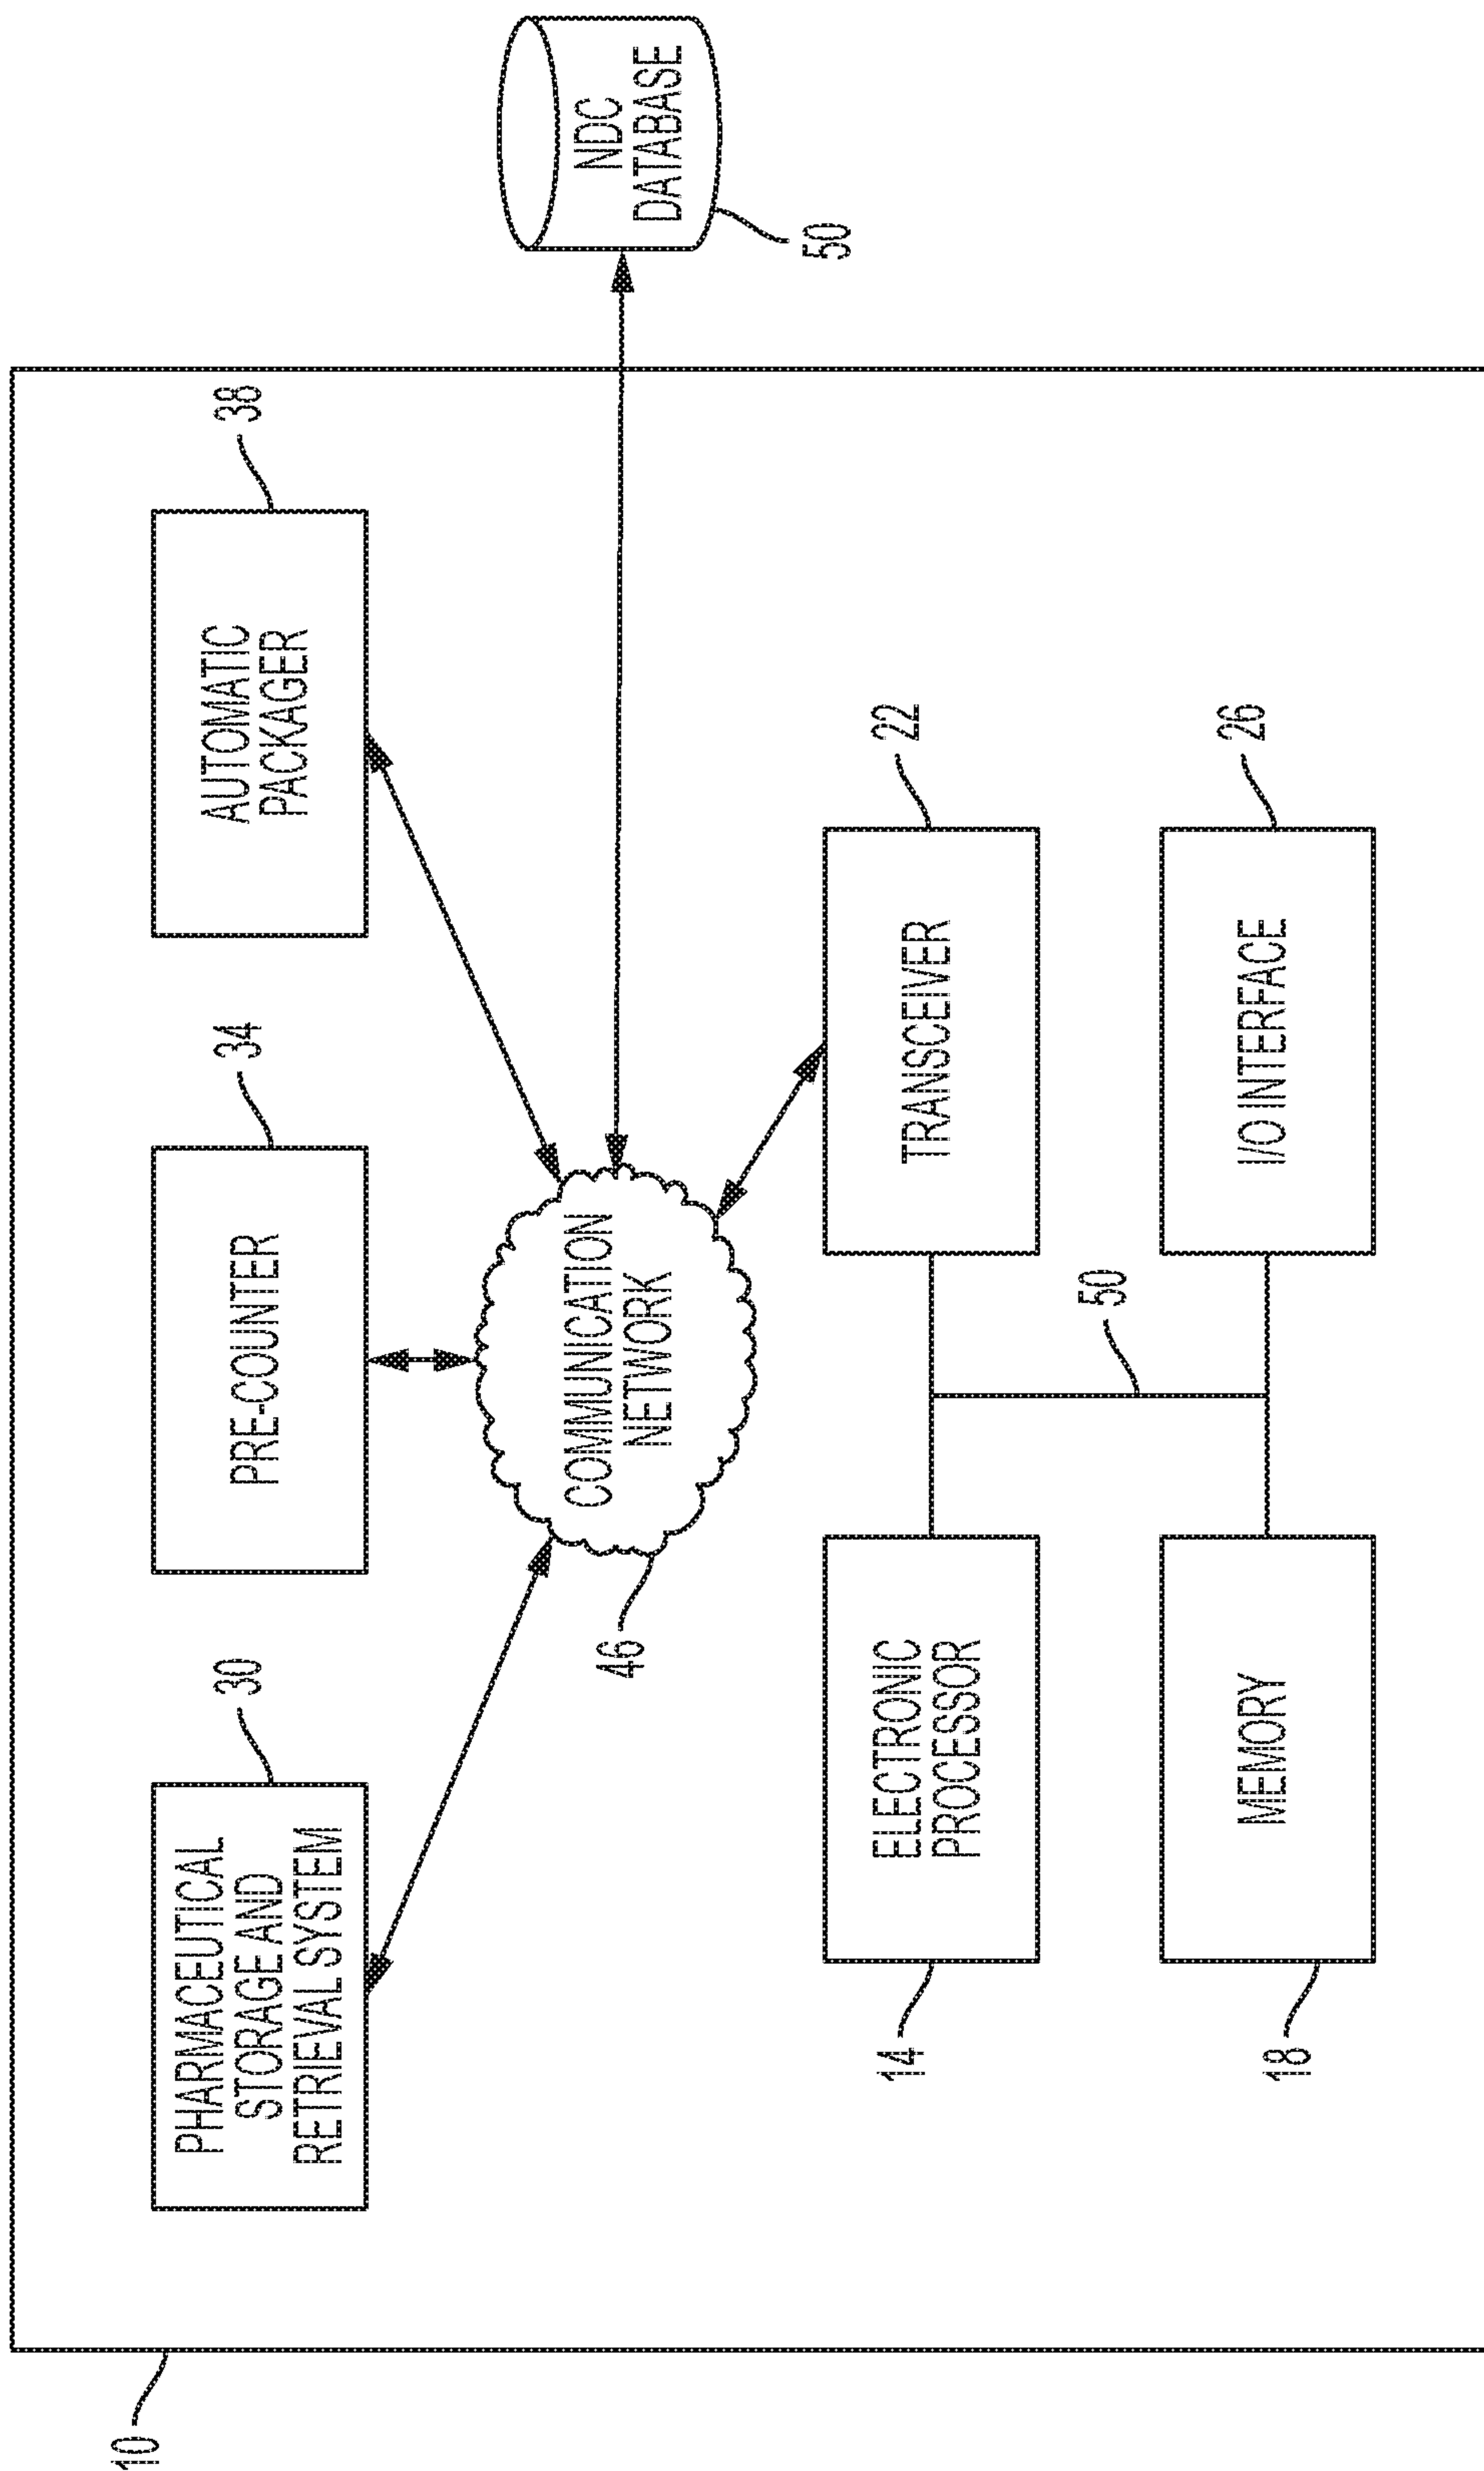 10
30
PHARMACEUTICAL
STORAGE AND
RETRIEVAL SYSTEM
34
PRE-COUNTER
38
AUTOMATIC
PACKAGER
COMMUNICATION
NETWORK
46
NDC
DATABASE
50
14
ELECTRONIC
PROCESSOR
22
TRANSCEIVER
50
18
MEMORY
26
I/O INTERFACE